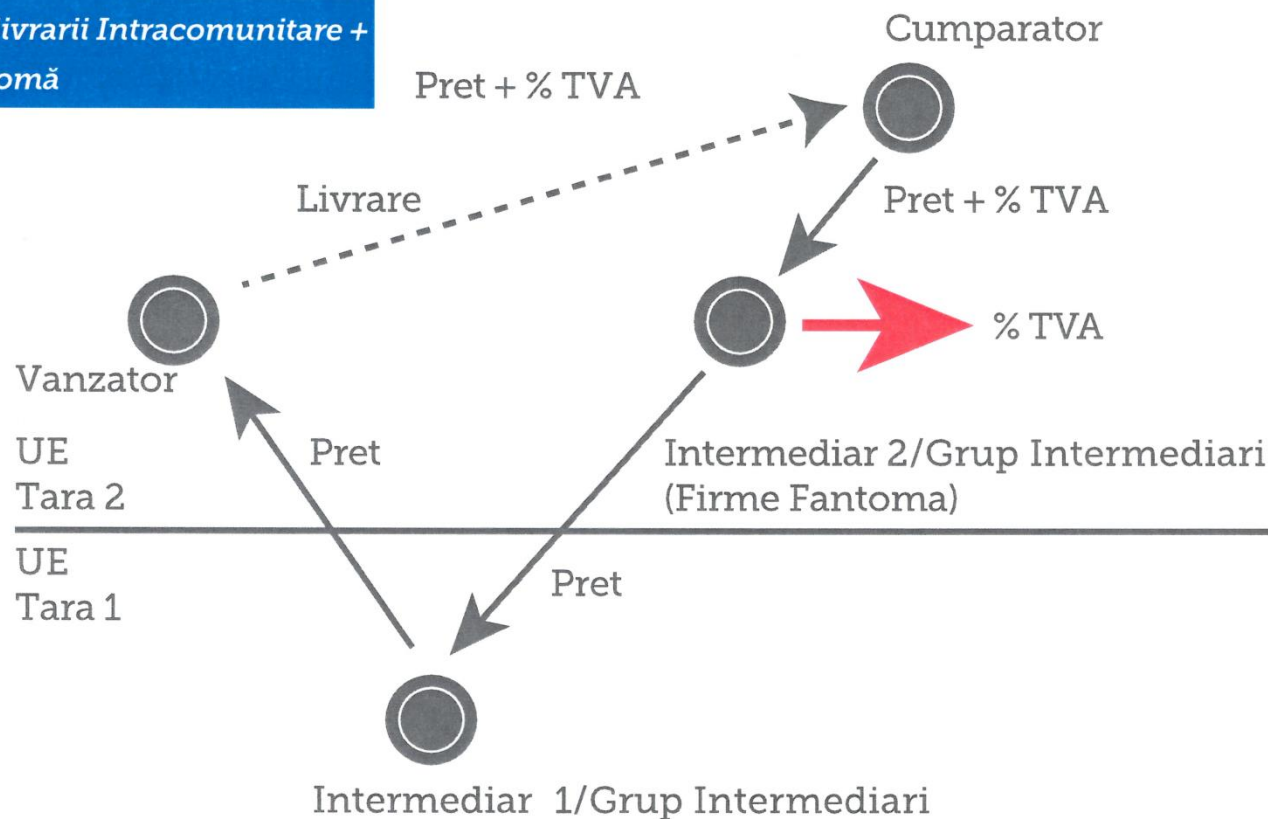 ivrarii Intracomunitare +
omă
Cumparator
Pret + % TVA
Livrare
Pret + % TVA
% TVA
Vanzator
UE
Tara 2
Pret
Intermediar 2/Grup Intermediari
(Firme Fantoma)
UE
Tara 1
Pret
Intermediar 1/Grup Intermediari